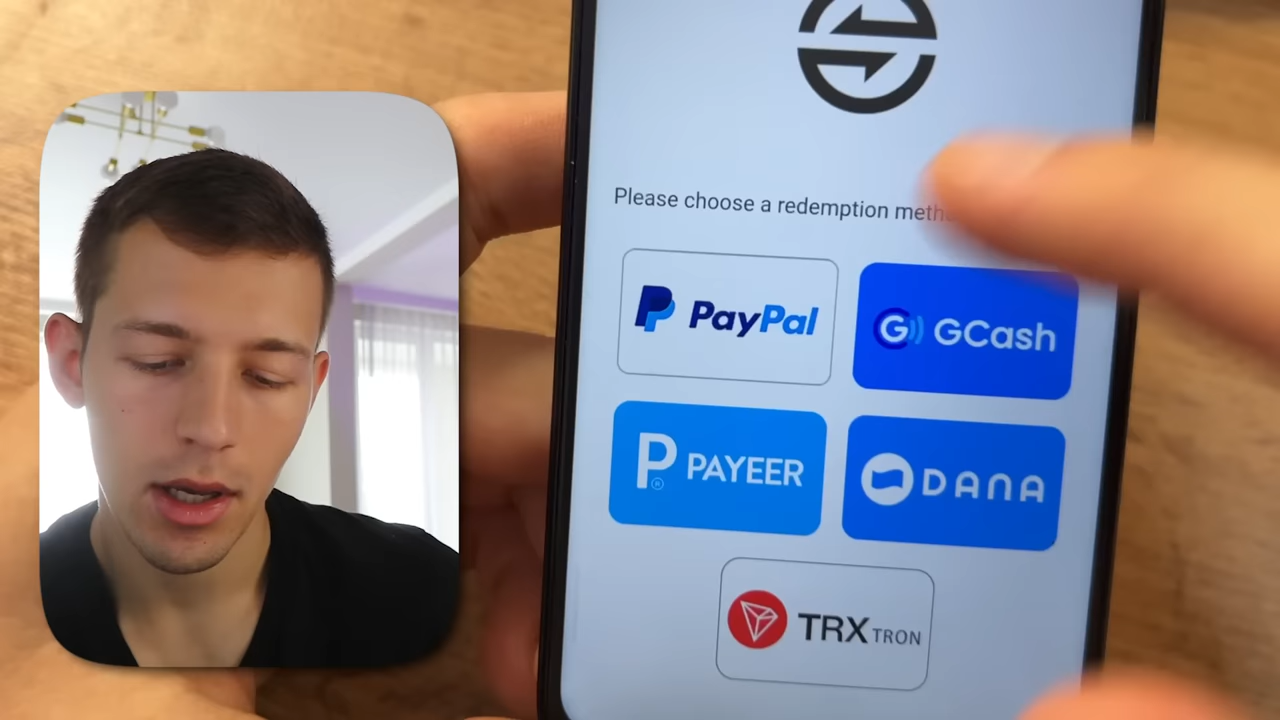 Please choose a redemption meth
PayPal
GCash
PAYEER
DANA
TRX TRON